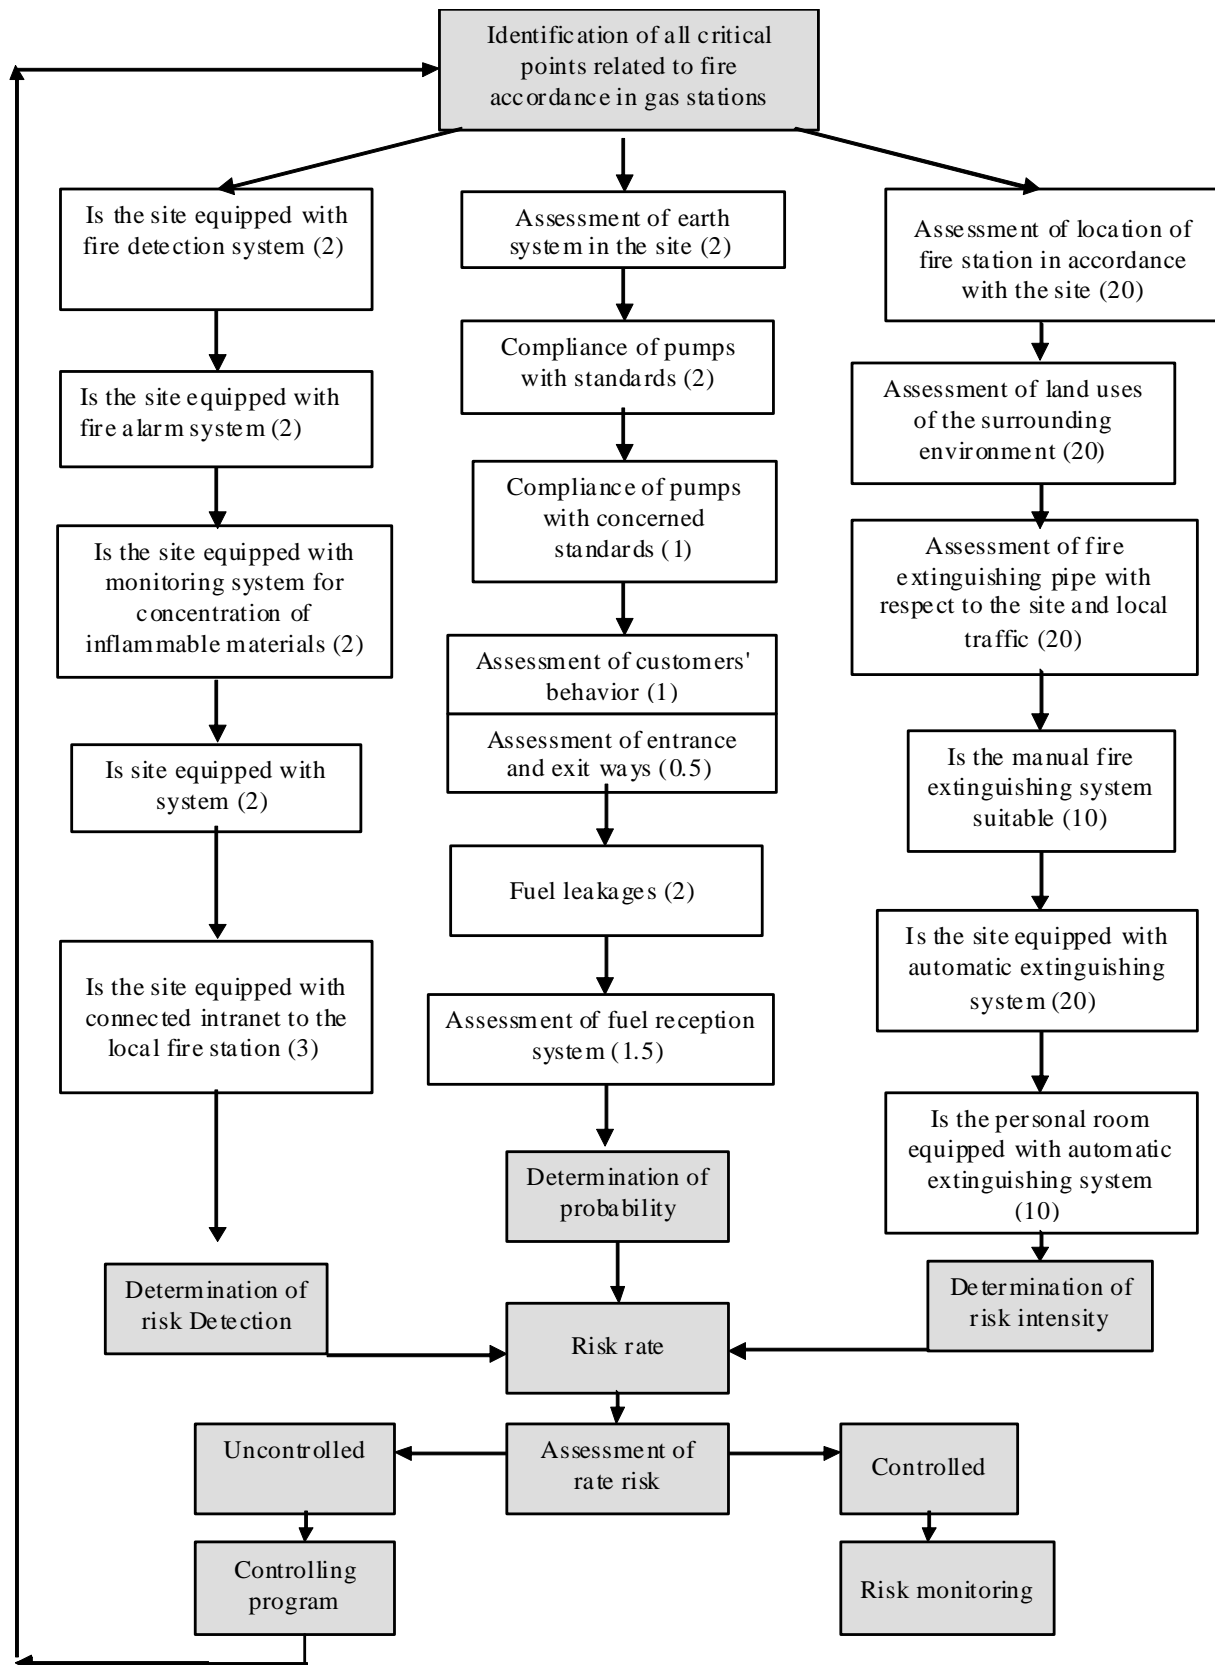 Identification of all critical
points related to fire
accordance in gas stations
Is the site equipped with
fire detection system (2)
Is the site equipped with
fire alarm system (2)
Is the site equipped with
monitoring system for
concentration of
inflammable materials (2)
Is site equipped with
system (2)
Is the site equipped with
connected intranet to the
local fire station (3)
Determination of
risk Detection
Assessment of earth
system in the site (2)
Compliance of pumps
with standards (2)
Compliance of pumps
with concerned
standards (1)
Assessment of customers'
behavior (1)
Assessment of entrance
and exit ways (0.5)
Fuel leakages (2)
Assessment of fuel reception
system (1.5)
Determination of
probability
Assessment of location of
fire station in accordance
with the site (20)
Assessment of land uses
of the surrounding
environment (20)
Assessment of fire
extinguishing pipe with
respect to the site and local
traffic (20)
Is the manual fire
extinguishing system
suitable (10)
Is the site equipped with
automatic extinguishing
system (20)
Is the personal room
equipped with automatic
extinguishing system
(10)
Determination of
risk intensity
Risk rate
Assessment of
rate risk
Uncontrolled
Controlled
Controlling
program
Risk monitoring